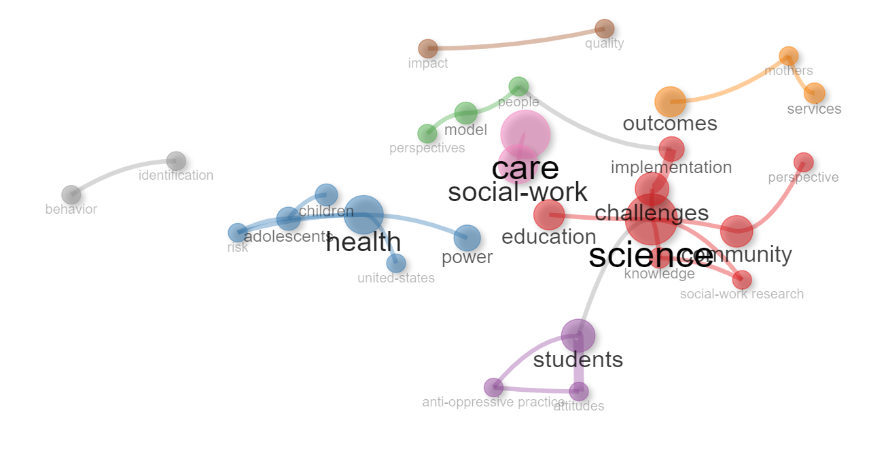 quality
impact
mothers
people
services
outcomes
model
perspectives
care
implementation
identification
perspective
social-work
behavior
children
challenges
adolescents
education
risk
health
science
community
power
knowledge
united-states
social-work research
students
anti-oppressive practice
attitudes